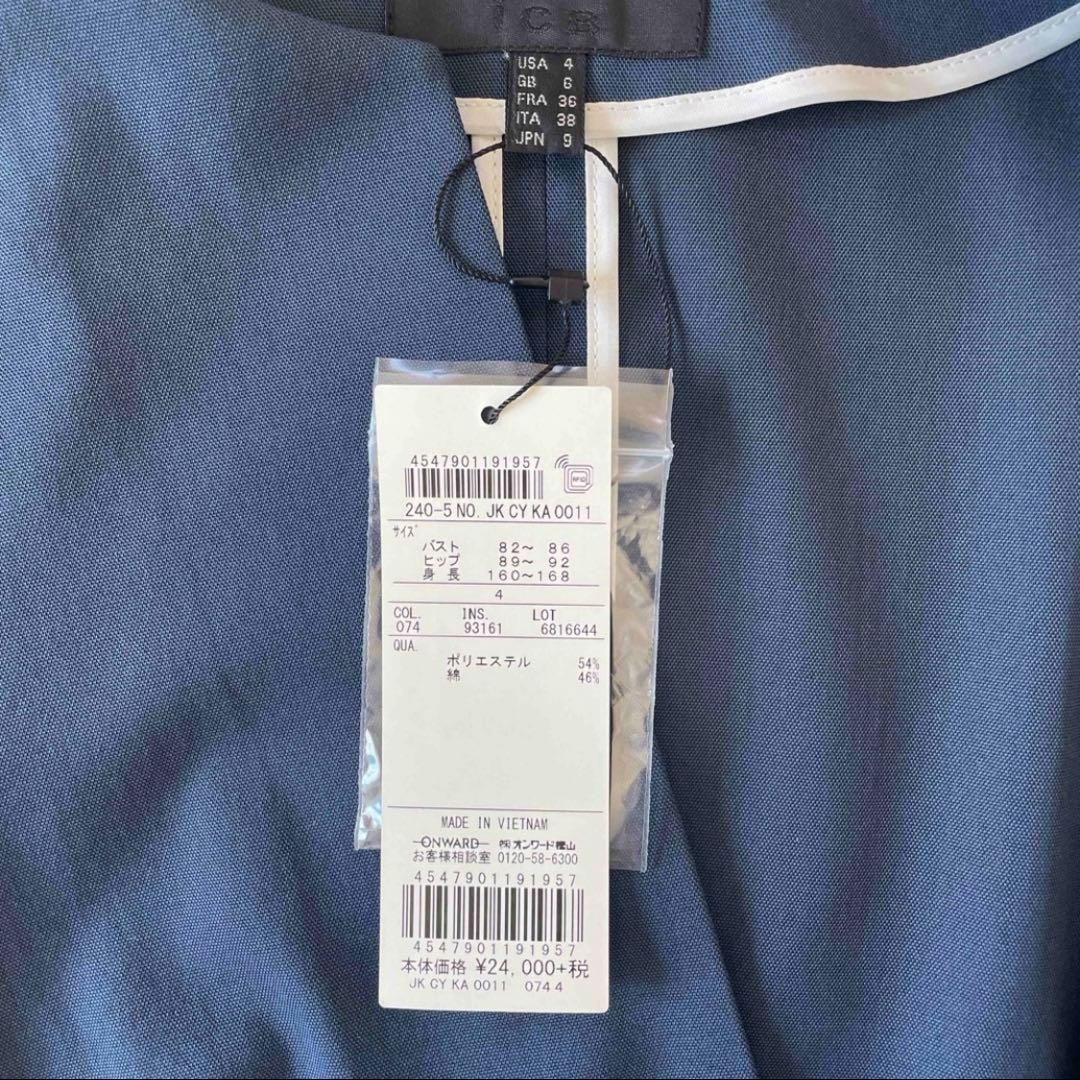 ICB
USA 4
GB 6
FRA 36
ITA 38
JPN 9
4547901191957
RFID
240-5 NO. JK CY KA 0011
ｻｲｽﾞ
バスト 82～ 86
ヒップ 89～ 92
身 長 160～168
4
COL. INS. LOT
074 93161 6816644
QUA.
ポリエステル 54%
綿 46%
MADE IN VIETNAM
ONWARD ㈱オンワード樫山
お客様相談室 0120-58-6300
4547901191957
4547901191957
本体価格 ¥24,000+税
JK CY KA 0011 074 4